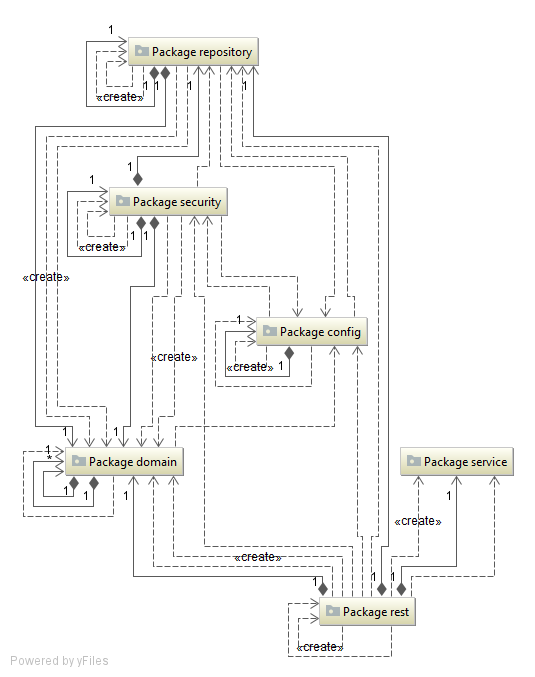 1
Package repository
«create»
1
1
1
1
1
1
Package security
«create»
1
1
«create»
1
Package config
«create»
1
«create»
1
1
1
*
Package domain
1
1
Package service
1
1
«create»
«create»
1
1
1
Package rest
«create»
Powered by yFiles